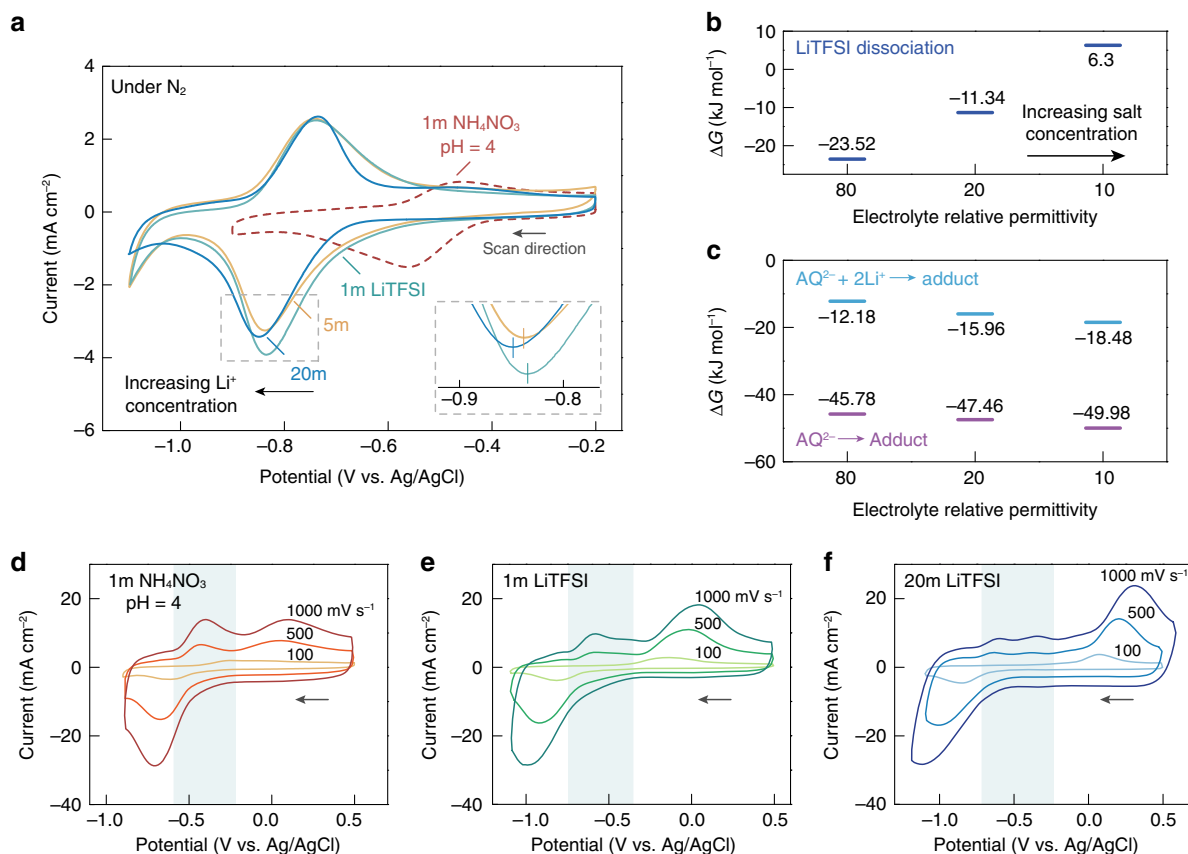 a
Under N₂
1m NH₄NO₃
pH = 4
Scan direction
1m LiTFSI
5m
20m
Increasing Li⁺
concentration
−0.9 −0.8
4
2
0
−2
−4
−6
Current (mA cm⁻²)
−1.0 −0.8 −0.6 −0.4 −0.2
Potential (V vs. Ag/AgCl)
b
LiTFSI dissociation
6.3
−11.34
−23.52
Increasing salt
concentration
10
5
0
−5
−10
−20
ΔG (kJ mol⁻¹)
80 20 10
Electrolyte relative permittivity
c
AQ²⁻ + 2Li⁺ → adduct
−12.18 −15.96 −18.48
−45.78 −47.46 −49.98
AQ²⁻ → Adduct
0
−20
−40
−60
ΔG (kJ mol⁻¹)
80 20 10
Electrolyte relative permittivity
d
1m NH₄NO₃
pH = 4
1000 mV s⁻¹
500
100
20
0
−20
−40
Current (mA cm⁻²)
−1.0 −0.5 0.0 0.5
Potential (V vs. Ag/AgCl)
e
1m LiTFSI
1000 mV s⁻¹
500
100
20
0
−20
−40
Current (mA cm⁻²)
−1.0 −0.5 0.0 0.5
Potential (V vs. Ag/AgCl)
f
20m LiTFSI
1000 mV s⁻¹
500
100
20
0
−20
−40
Current (mA cm⁻²)
−1.0 −0.5 0.0 0.5
Potential (V vs. Ag/AgCl)